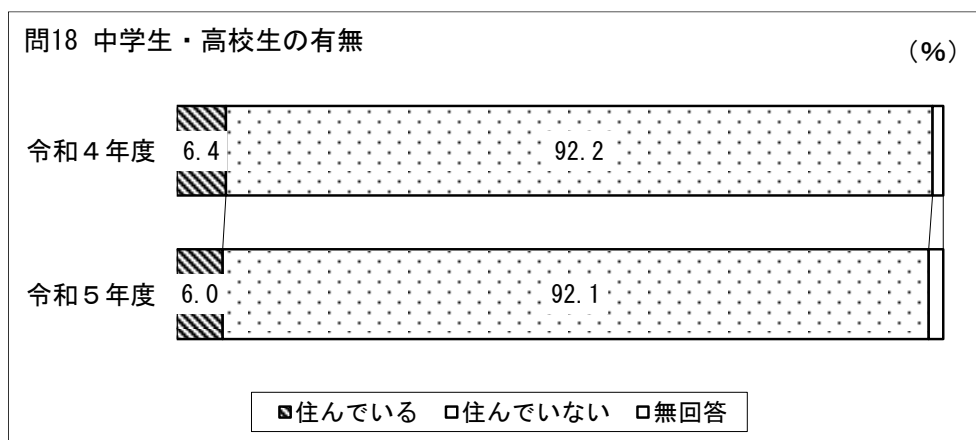 問18 中学生・高校生の有無
（%）
令和４年度 6.4 92.2
令和５年度 6.0 92.1
住んでいる 住んでいない 無回答